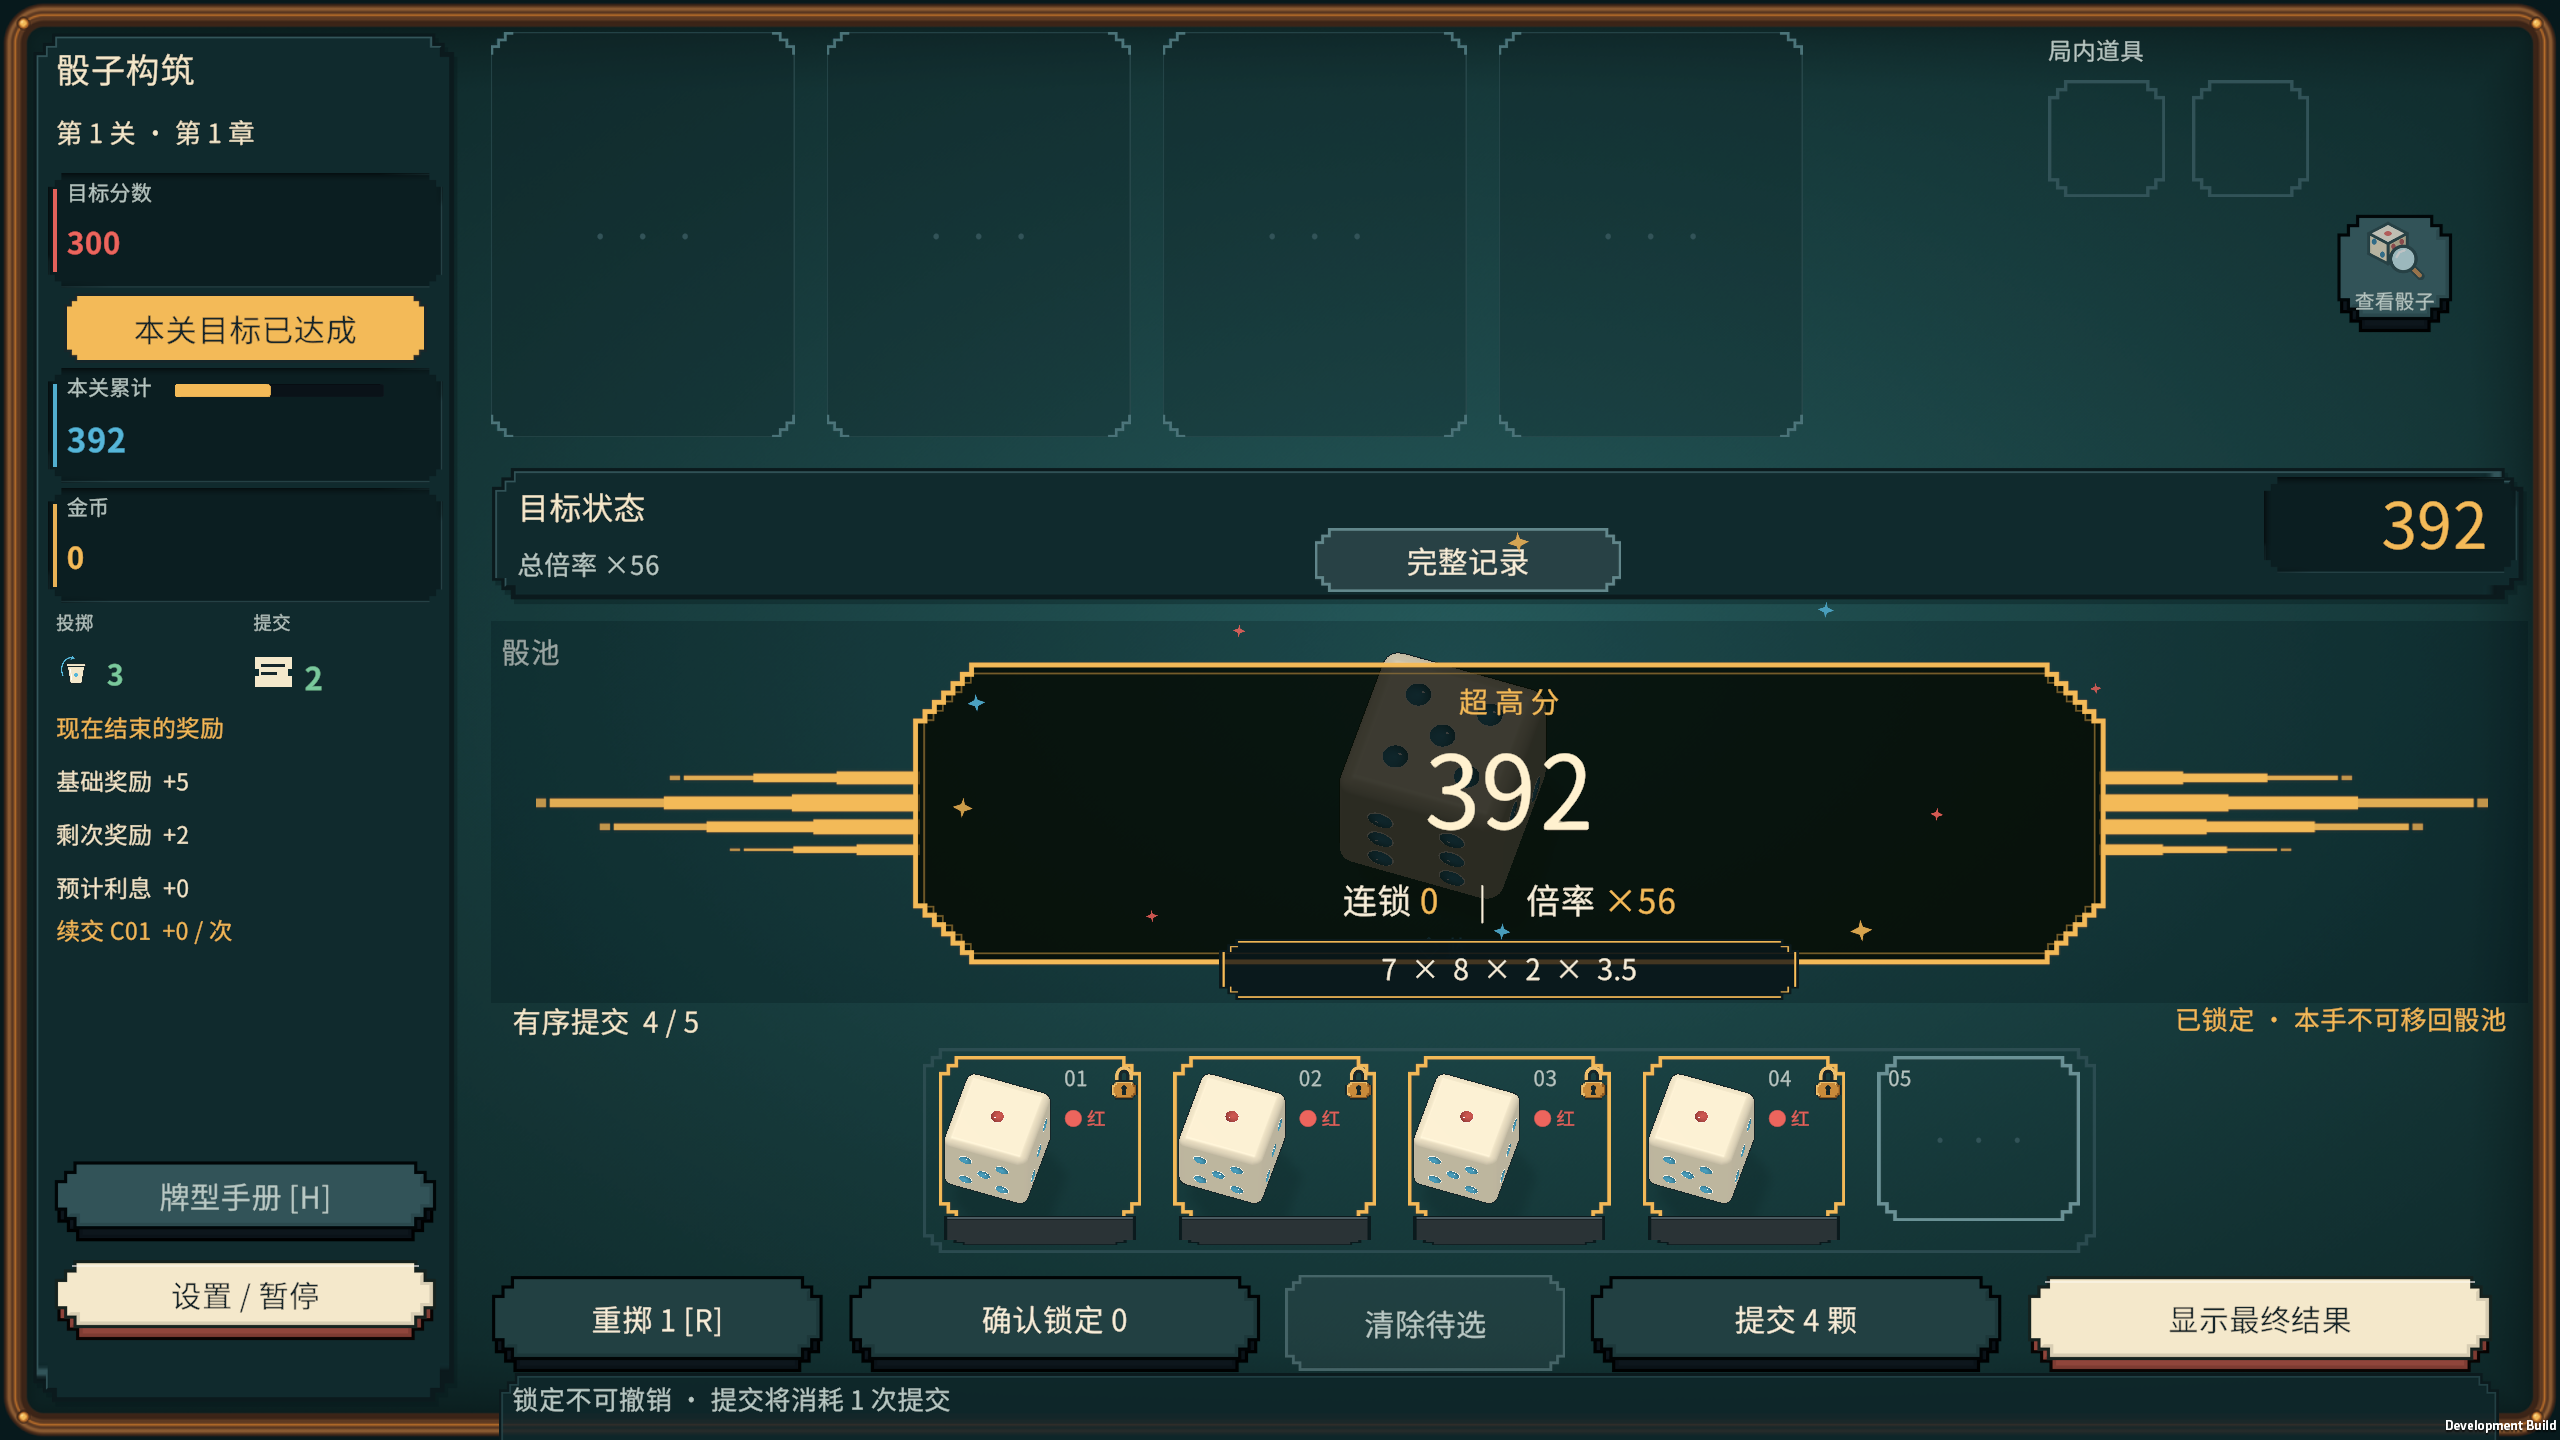 骰子构筑
第 1 关 · 第 1 章
目标分数
300
本关目标已达成
本关累计
392
金币
0
投掷 提交
3 2
现在结束的奖励
基础奖励 +5
剩次奖励 +2
预计利息 +0
续交 C01 +0 / 次
牌型手册 [H]
设置 / 暂停
局内道具
查看骰子
目标状态
总倍率 ×56
完整记录
392
骰池
超高分
392
连锁 0 | 倍率 ×56
7 × 8 × 2 × 3.5
有序提交 4 / 5
已锁定 · 本手不可移回骰池
01 02 03 04 05
红 红 红 红
重掷 1 [R]
确认锁定 0
清除待选
提交 4 颗
显示最终结果
锁定不可撤销 · 提交将消耗 1 次提交
Development Build